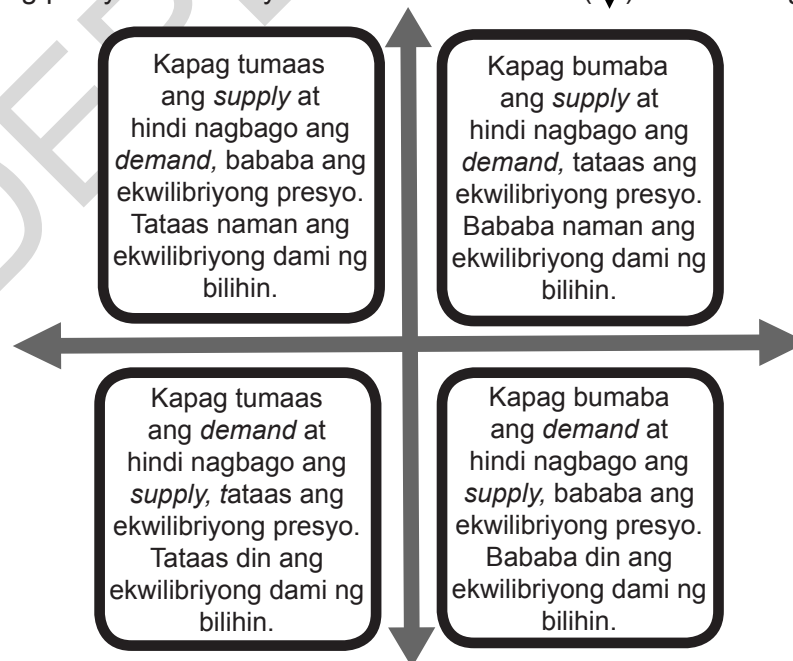 Kapag tumaas
ang supply at
hindi nagbago ang
demand, bababa ang
ekwilibriyong presyo.
Tataas naman ang
ekwilibriyong dami ng
bilihin.
Kapag bumaba
ang supply at
hindi nagbago ang
demand, tataas ang
ekwilibriyong presyo.
Bababa naman ang
ekwilibriyong dami ng
bilihin.
Kapag tumaas
ang demand at
hindi nagbago ang
supply, tataas ang
ekwilibriyong presyo.
Tataas din ang
ekwilibriyong dami ng
bilihin.
Kapag bumaba
ang demand at
hindi nagbago ang
supply, bababa ang
ekwilibriyong presyo.
Bababa din ang
ekwilibriyong dami ng
bilihin.